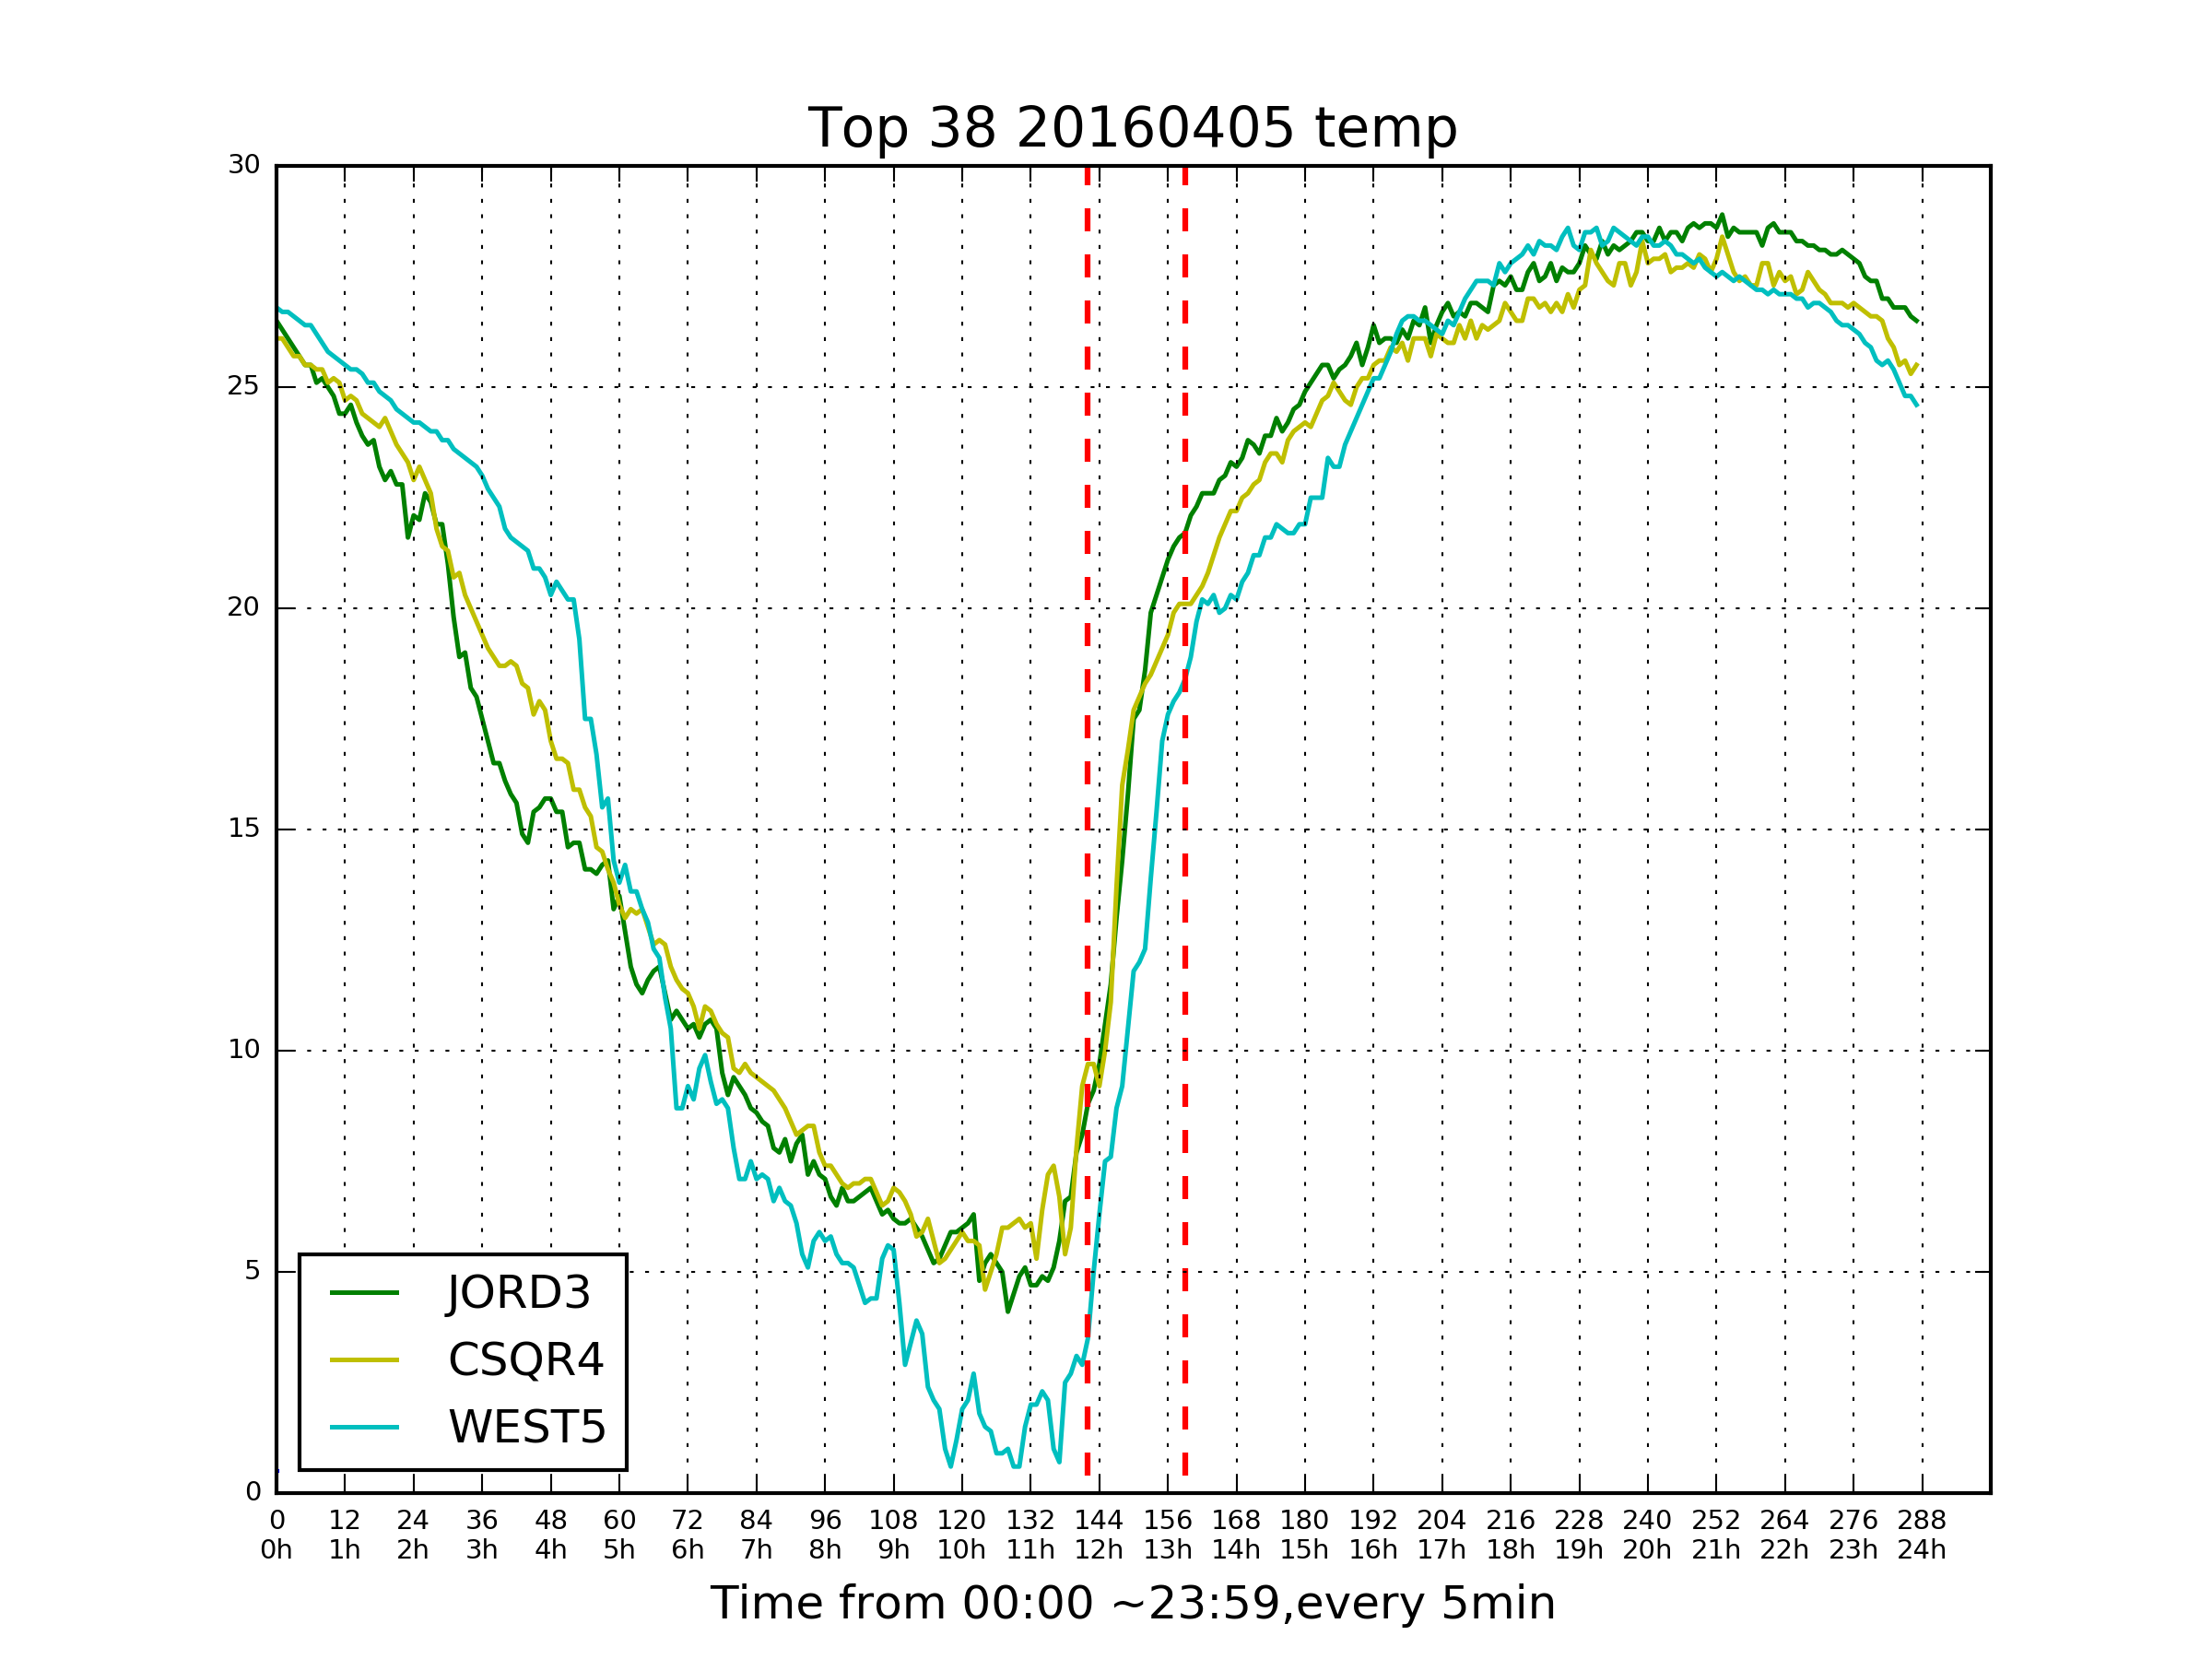 Top 38 20160405 temp
30
25
20
15
10
5
0
JORD3
CSQR4
WEST5
0 12 24 36 48 60 72 84 96 108 120 132 144 156 168 180 192 204 216 228 240 252 264 276 288
0h 1h 2h 3h 4h 5h 6h 7h 8h 9h 10h 11h 12h 13h 14h 15h 16h 17h 18h 19h 20h 21h 22h 23h 24h
Time from 00:00 ~23:59,every 5min